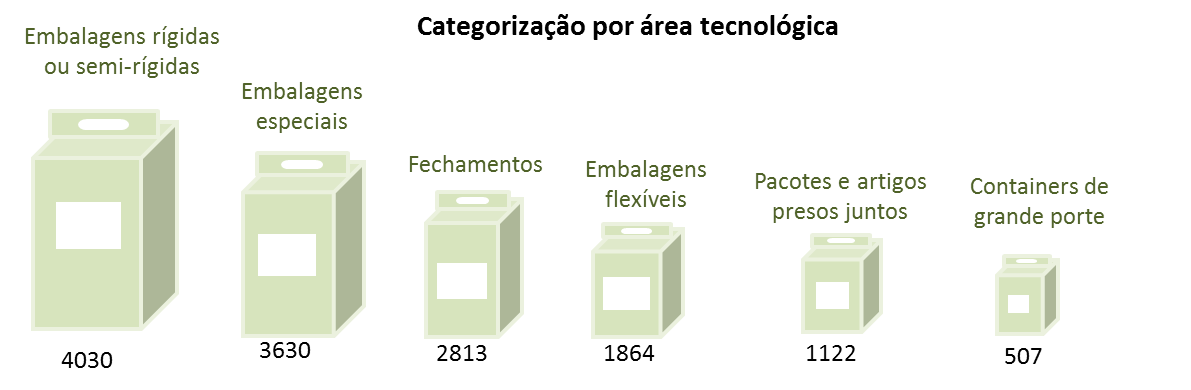 Categorização por área tecnológica
Embalagens rígidas
ou semi-rígidas
4030
Embalagens
especiais
3630
Fechamentos
2813
Embalagens
flexíveis
1864
Pacotes e artigos
presos juntos
1122
Containers de
grande porte
507